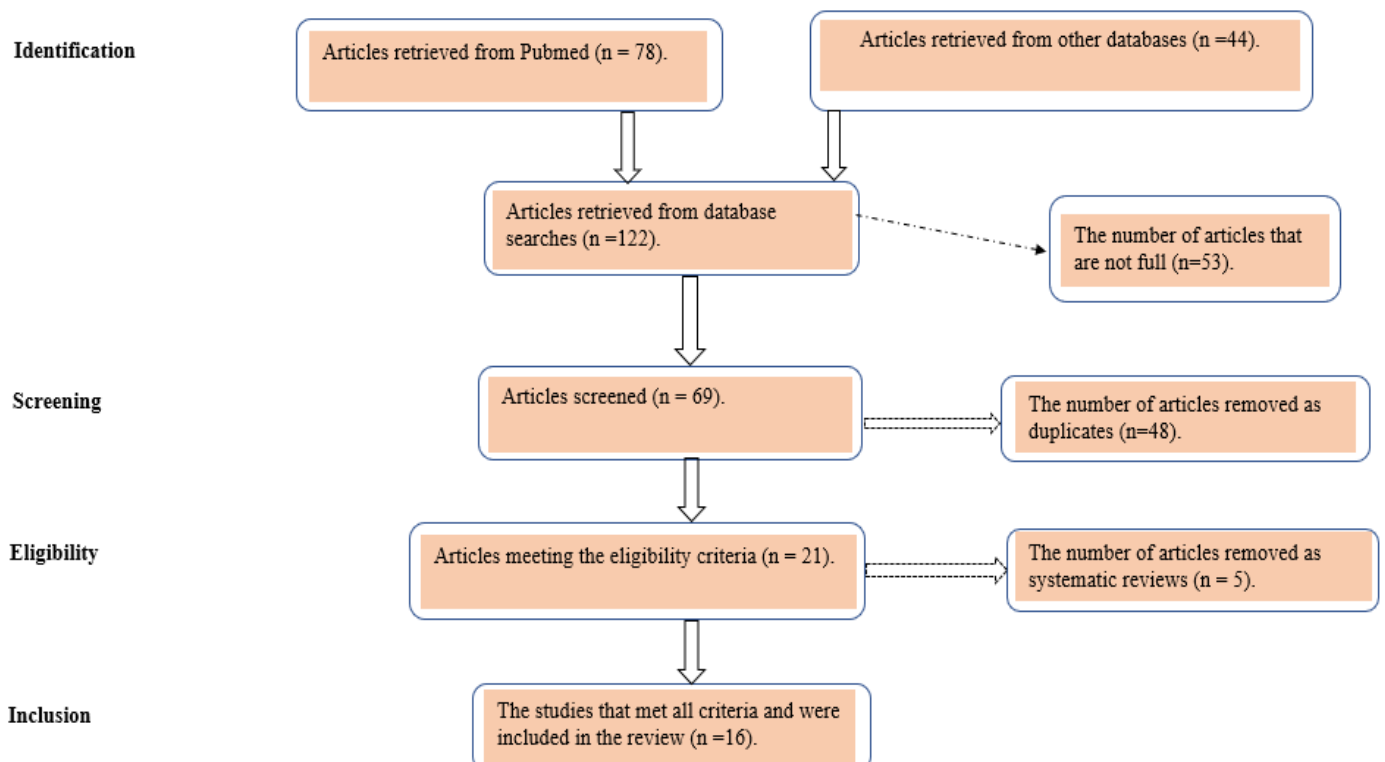 Identification
Articles retrieved from Pubmed (n = 78).
Articles retrieved from other databases (n =44).
Articles retrieved from database
searches (n =122).
The number of articles that
are not full (n=53).
Screening
Articles screened (n = 69).
The number of articles removed as
duplicates (n=48).
Eligibility
Articles meeting the eligibility criteria (n = 21).
The number of articles removed as
systematic reviews (n = 5).
Inclusion
The studies that met all criteria and were
included in the review (n =16).